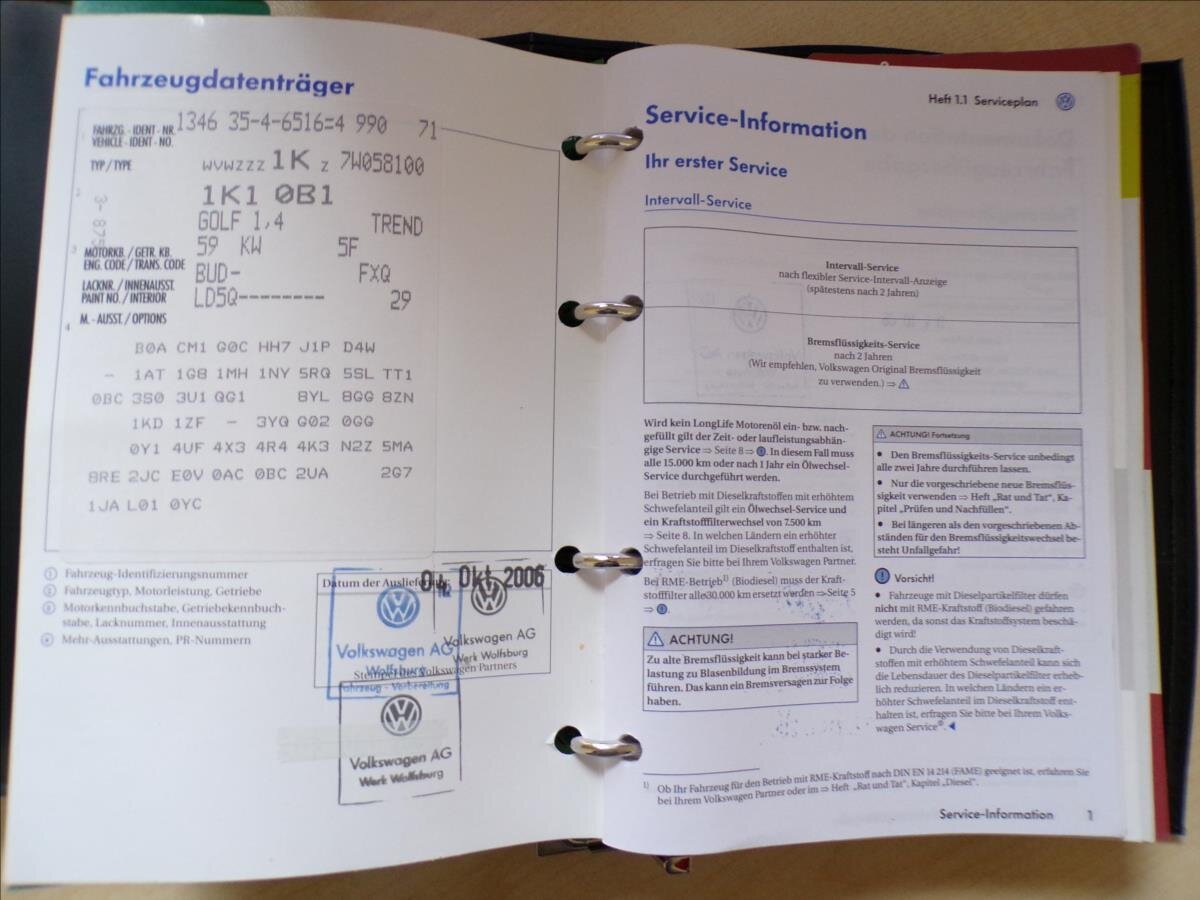 Fahrzeugdatenträger
FAHRZG. - IDENT - NR. 1346 35-4-6516=4 990 71
VEHICLE - IDENT - NO.
TYP / TYPE WVWZZZ 1K Z 7W058100
1K1 0B1
GOLF 1,4 TREND
MOTORKB. / GETR. KB. 59 KW 5F
ENG. CODE / TRANS. CODE BUD- FXQ
LACKNR. / INNENAUSST.
PAINT NO. / INTERIOR LD5Q-------- 29
M. - AUSST. / OPTIONS
B0A CM1 G0C HH7 J1P D4W
- 1AT 1G8 1MH 1NY 5RQ 5SL TT1
0BC 3S0 3U1 QG1 8YL 8GG 8ZN
1KD 1ZF - 3YQ G02 0GG
0Y1 4UF 4X3 4R4 4K3 N2Z 5MA
8RE 2JC E0V 0AC 0BC 2UA 2G7
1JA L01 0YC
1 Fahrzeug-Identifizierungsnummer
2 Fahrzeugtyp, Motorleistung, Getriebe
3 Motorkennbuchstabe, Getriebekennbuch-
stabe, Lacknummer, Innenausstattung
4 Mehr-Ausstattungen, PR-Nummern
Datum der Auslieferung: 04. Okt. 2006
Volkswagen AG
Wolfsburg
Fahrzeug - Vorbereitung
Volkswagen AG
Werk Wolfsburg
Stempel des Volkswagen Partners
Volkswagen AG
Werk Wolfsburg
Heft 1.1 Serviceplan
Service-Information
Ihr erster Service
Intervall-Service
Intervall-Service
nach flexibler Service-Intervall-Anzeige
(spätestens nach 2 Jahren)
Bremsflüssigkeits-Service
nach 2 Jahren
(Wir empfehlen, Volkswagen Original Bremsflüssigkeit
zu verwenden.) ⇒ ⚠
Wird kein LongLife Motorenöl ein- bzw. nach-
gefüllt gilt der Zeit- oder laufleistungsabhän-
gige Service ⇒ Seite 8 ⇒ ❶. In diesem Fall muss
alle 15.000 km oder nach 1 Jahr ein Ölwechsel-
Service durchgeführt werden.
Bei Betrieb mit Dieselkraftstoffen mit erhöhtem
Schwefelanteil gilt ein Ölwechsel-Service und
ein Kraftstofffilterwechsel von 7.500 km
⇒ Seite 8. In welchen Ländern ein erhöhter
Schwefelanteil im Dieselkraftstoff enthalten ist,
erfragen Sie bitte bei Ihrem Volkswagen Partner.
Bei RME-Betrieb¹⁾ (Biodiesel) muss der Kraft-
stofffilter alle 30.000 km ersetzt werden ⇒ Seite 5
⇒ ❶.
⚠ ACHTUNG!
Zu alte Bremsflüssigkeit kann bei starker Be-
lastung zu Blasenbildung im Bremssystem
führen. Das kann ein Bremsversagen zur Folge
haben.
⚠ ACHTUNG! Fortsetzung
• Den Bremsflüssigkeits-Service unbedingt
alle zwei Jahre durchführen lassen.
• Nur die vorgeschriebene neue Bremsflüs-
sigkeit verwenden ⇒ Heft „Rat und Tat“, Ka-
pitel „Prüfen und Nachfüllen“.
• Bei längeren als den vorgeschriebenen Ab-
ständen für den Bremsflüssigkeitswechsel be-
steht Unfallgefahr!
! Vorsicht!
• Fahrzeuge mit Dieselpartikelfilter dürfen
nicht mit RME-Kraftstoff (Biodiesel) gefahren
werden, da sonst das Kraftstoffsystem beschä-
digt wird!
• Durch die Verwendung von Dieselkraft-
stoffen mit erhöhtem Schwefelanteil kann sich
die Lebensdauer des Dieselpartikelfilter erheb-
lich reduzieren. In welchen Ländern ein er-
höhter Schwefelanteil im Dieselkraftstoff ent-
halten ist, erfragen Sie bitte bei Ihrem Volks-
wagen Service®. ◀
¹⁾ Ob Ihr Fahrzeug für den Betrieb mit RME-Kraftstoff nach DIN EN 14 214 (FAME) geeignet ist, erfahren Sie
bei Ihrem Volkswagen Partner oder im ⇒ Heft „Rat und Tat“, Kapitel „Diesel“.
Service-Information 1